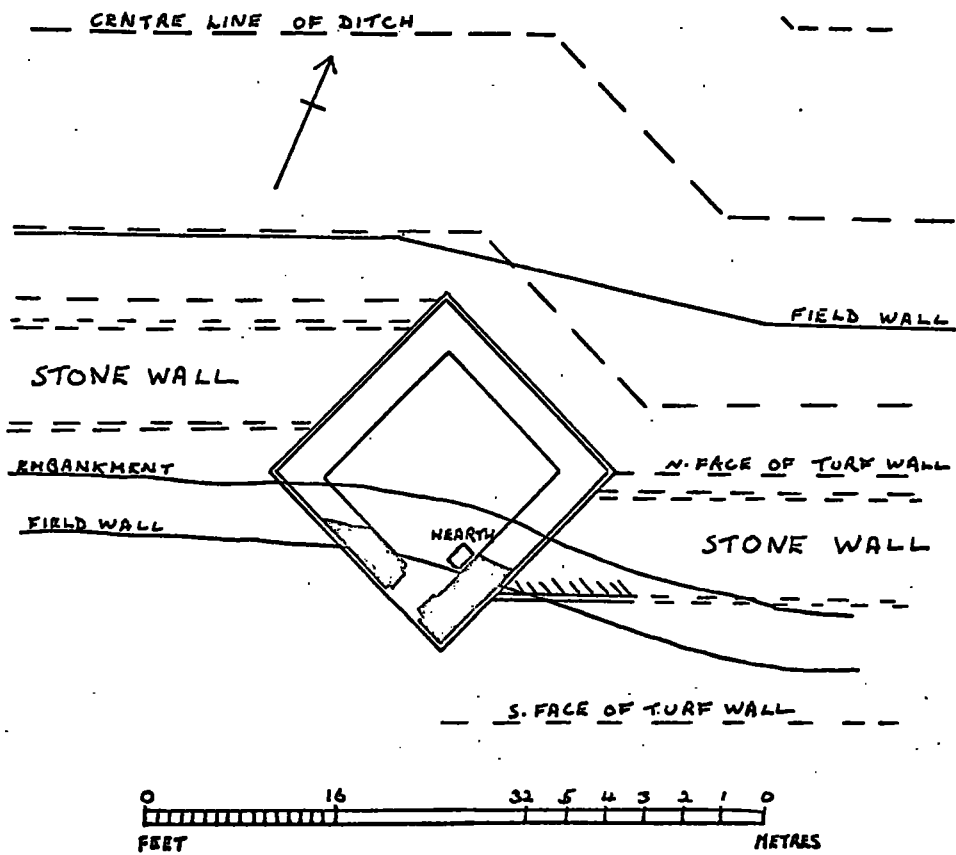 CENTRE LINE OF DITCH
FIELD WALL
STONE WALL
EMBANKMENT
N. FACE OF TURF WALL
FIELD WALL
HEARTH
STONE WALL
S. FACE OF TURF WALL
0 16 32 5 4 3 2 1 0
FEET METRES